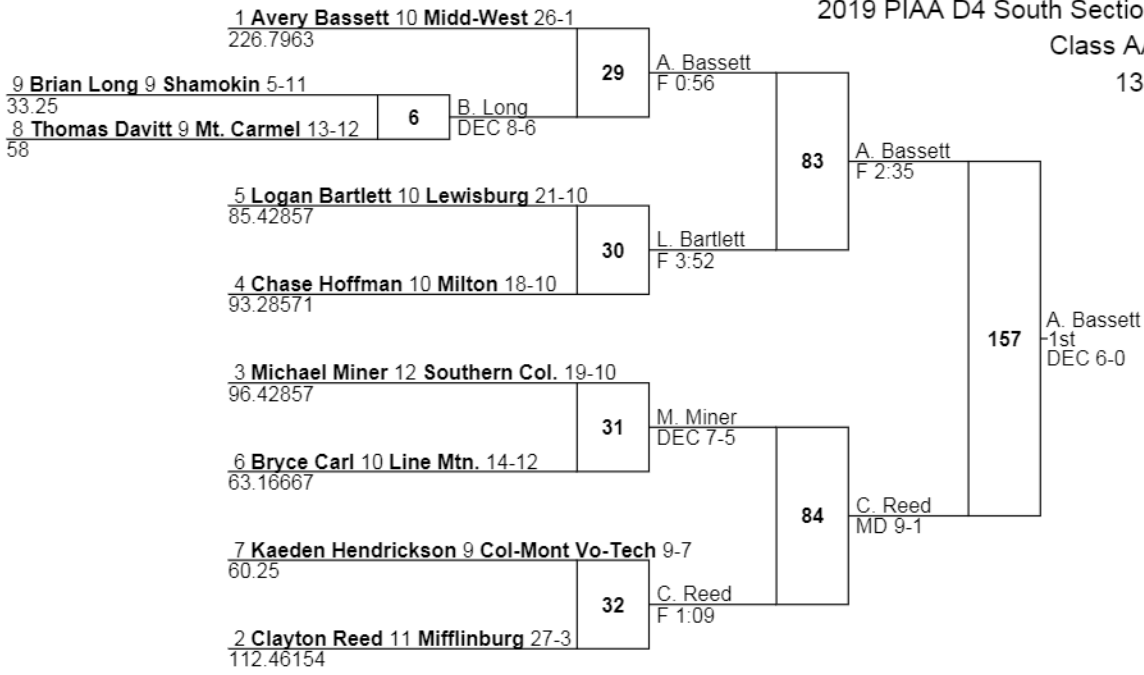 2019 PIAA D4 South Sectio
Class A
13
1 Avery Bassett 10 Midd-West 26-1
226.7963
29
A. Bassett
F 0:56
9 Brian Long 9 Shamokin 5-11
33.25
6
B. Long
DEC 8-6
8 Thomas Davitt 9 Mt. Carmel 13-12
58
83
A. Bassett
F 2:35
5 Logan Bartlett 10 Lewisburg 21-10
85.42857
30
L. Bartlett
F 3:52
4 Chase Hoffman 10 Milton 18-10
93.28571
157
A. Bassett
1st
DEC 6-0
3 Michael Miner 12 Southern Col. 19-10
96.42857
31
M. Miner
DEC 7-5
6 Bryce Carl 10 Line Mtn. 14-12
63.16667
84
C. Reed
MD 9-1
7 Kaeden Hendrickson 9 Col-Mont Vo-Tech 9-7
60.25
32
C. Reed
F 1:09
2 Clayton Reed 11 Mifflinburg 27-3
112.46154